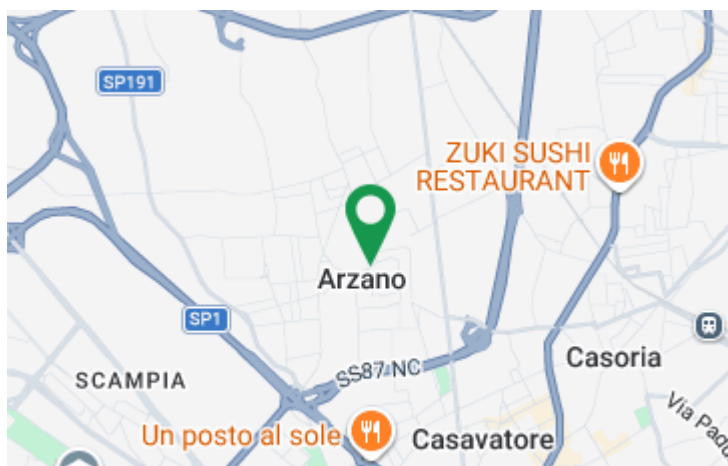 SP191
ZUKI SUSHI
RESTAURANT
Arzano
SP1
SS87 NC
Casoria
SCAMPIA
Un posto al sole
Casavatore